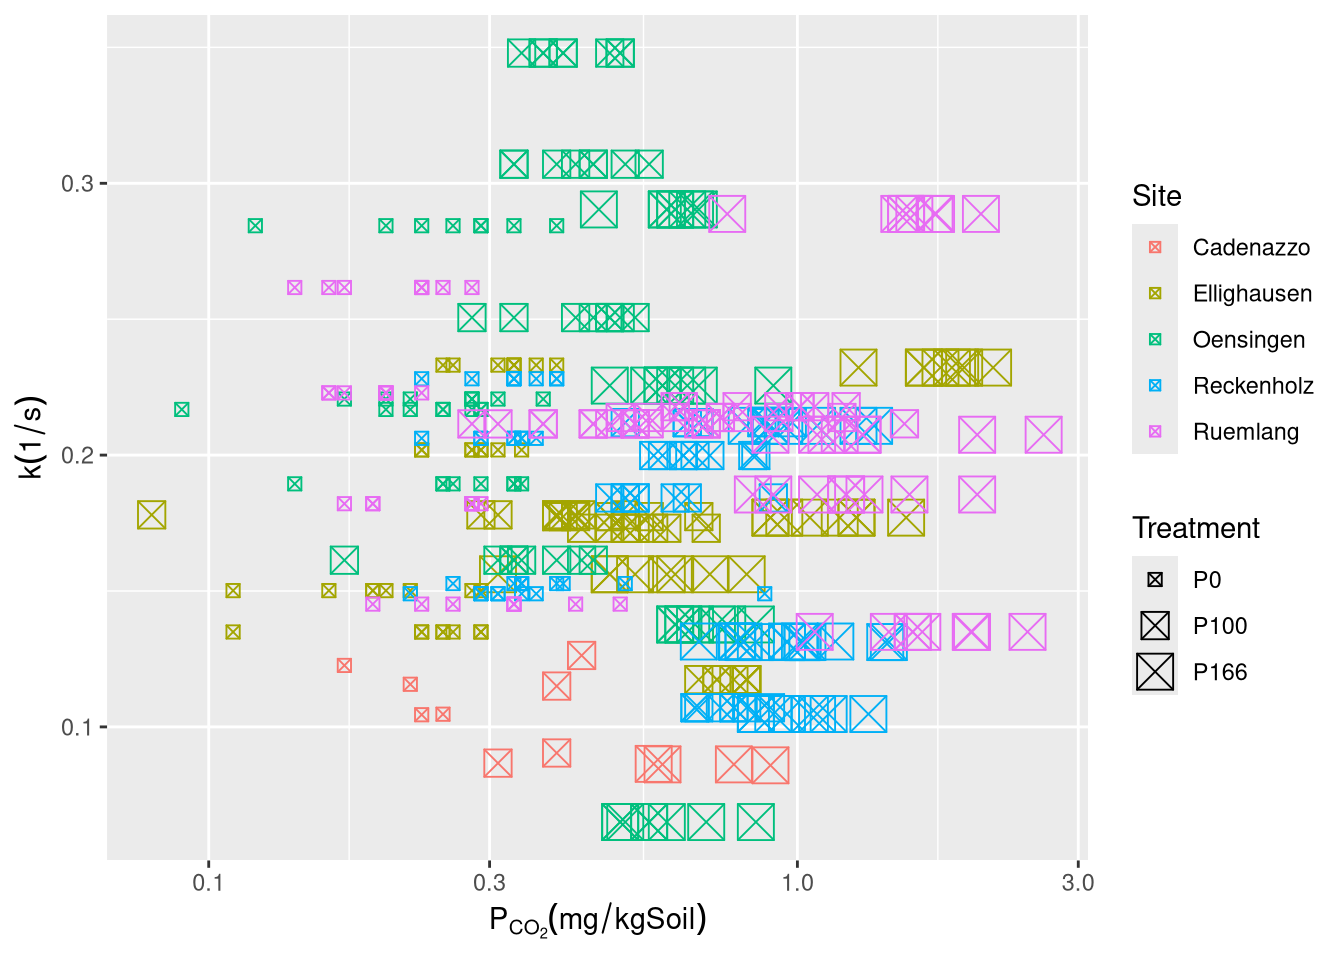 0.3
0.2
0.1
k(1/s)
0.1
0.3
1.0
3.0
P_CO₂(mg/kgSoil)
Site
Cadenazzo
Ellighausen
Oensingen
Reckenholz
Ruemlang
Treatment
P0
P100
P166